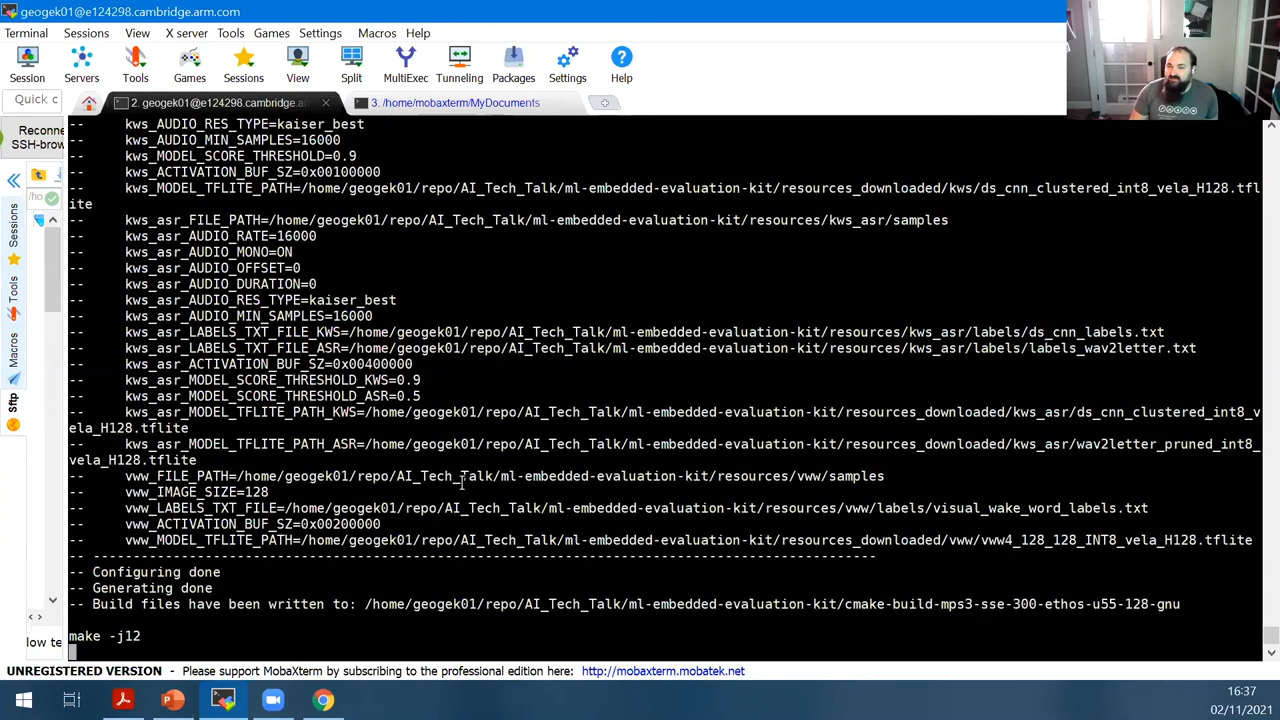 geogek01@e124298.cambridge.arm.com
Terminal Sessions View X server Tools Games Settings Macros Help
Session Servers Tools Games Sessions View Split MultiExec Tunneling Packages Settings Help
Quick c
2. geogek01@e124298.cambridge.ar
3. /home/mobaxterm/MyDocuments
Reconne
SSH-brow
/ho
Sessions
Tools
Macros
Sftp
low te
-- kws_AUDIO_RES_TYPE=kaiser_best
-- kws_AUDIO_MIN_SAMPLES=16000
-- kws_MODEL_SCORE_THRESHOLD=0.9
-- kws_ACTIVATION_BUF_SZ=0x00100000
-- kws_MODEL_TFLITE_PATH=/home/geogek01/repo/AI_Tech_Talk/ml-embedded-evaluation-kit/resources_downloaded/kws/ds_cnn_clustered_int8_vela_H128.tfl
ite
-- kws_asr_FILE_PATH=/home/geogek01/repo/AI_Tech_Talk/ml-embedded-evaluation-kit/resources/kws_asr/samples
-- kws_asr_AUDIO_RATE=16000
-- kws_asr_AUDIO_MONO=ON
-- kws_asr_AUDIO_OFFSET=0
-- kws_asr_AUDIO_DURATION=0
-- kws_asr_AUDIO_RES_TYPE=kaiser_best
-- kws_asr_AUDIO_MIN_SAMPLES=16000
-- kws_asr_LABELS_TXT_FILE_KWS=/home/geogek01/repo/AI_Tech_Talk/ml-embedded-evaluation-kit/resources/kws_asr/labels/ds_cnn_labels.txt
-- kws_asr_LABELS_TXT_FILE_ASR=/home/geogek01/repo/AI_Tech_Talk/ml-embedded-evaluation-kit/resources/kws_asr/labels/labels_wav2letter.txt
-- kws_asr_ACTIVATION_BUF_SZ=0x00400000
-- kws_asr_MODEL_SCORE_THRESHOLD_KWS=0.9
-- kws_asr_MODEL_SCORE_THRESHOLD_ASR=0.5
-- kws_asr_MODEL_TFLITE_PATH_KWS=/home/geogek01/repo/AI_Tech_Talk/ml-embedded-evaluation-kit/resources_downloaded/kws_asr/ds_cnn_clustered_int8_v
ela_H128.tflite
-- kws_asr_MODEL_TFLITE_PATH_ASR=/home/geogek01/repo/AI_Tech_Talk/ml-embedded-evaluation-kit/resources_downloaded/kws_asr/wav2letter_pruned_int8_
vela_H128.tflite
-- vww_FILE_PATH=/home/geogek01/repo/AI_Tech_Talk/ml-embedded-evaluation-kit/resources/vww/samples
-- vww_IMAGE_SIZE=128
-- vww_LABELS_TXT_FILE=/home/geogek01/repo/AI_Tech_Talk/ml-embedded-evaluation-kit/resources/vww/labels/visual_wake_word_labels.txt
-- vww_ACTIVATION_BUF_SZ=0x00200000
-- vww_MODEL_TFLITE_PATH=/home/geogek01/repo/AI_Tech_Talk/ml-embedded-evaluation-kit/resources_downloaded/vww/vww4_128_128_INT8_vela_H128.tflite
-- --------------------------------------------------------------------------------------------------
-- Configuring done
-- Generating done
-- Build files have been written to: /home/geogek01/repo/AI_Tech_Talk/ml-embedded-evaluation-kit/cmake-build-mps3-sse-300-ethos-u55-128-gnu
make -j12
UNREGISTERED VERSION - Please support MobaXterm by subscribing to the professional edition here: http://mobaxterm.mobatek.net
16:37
02/11/2021